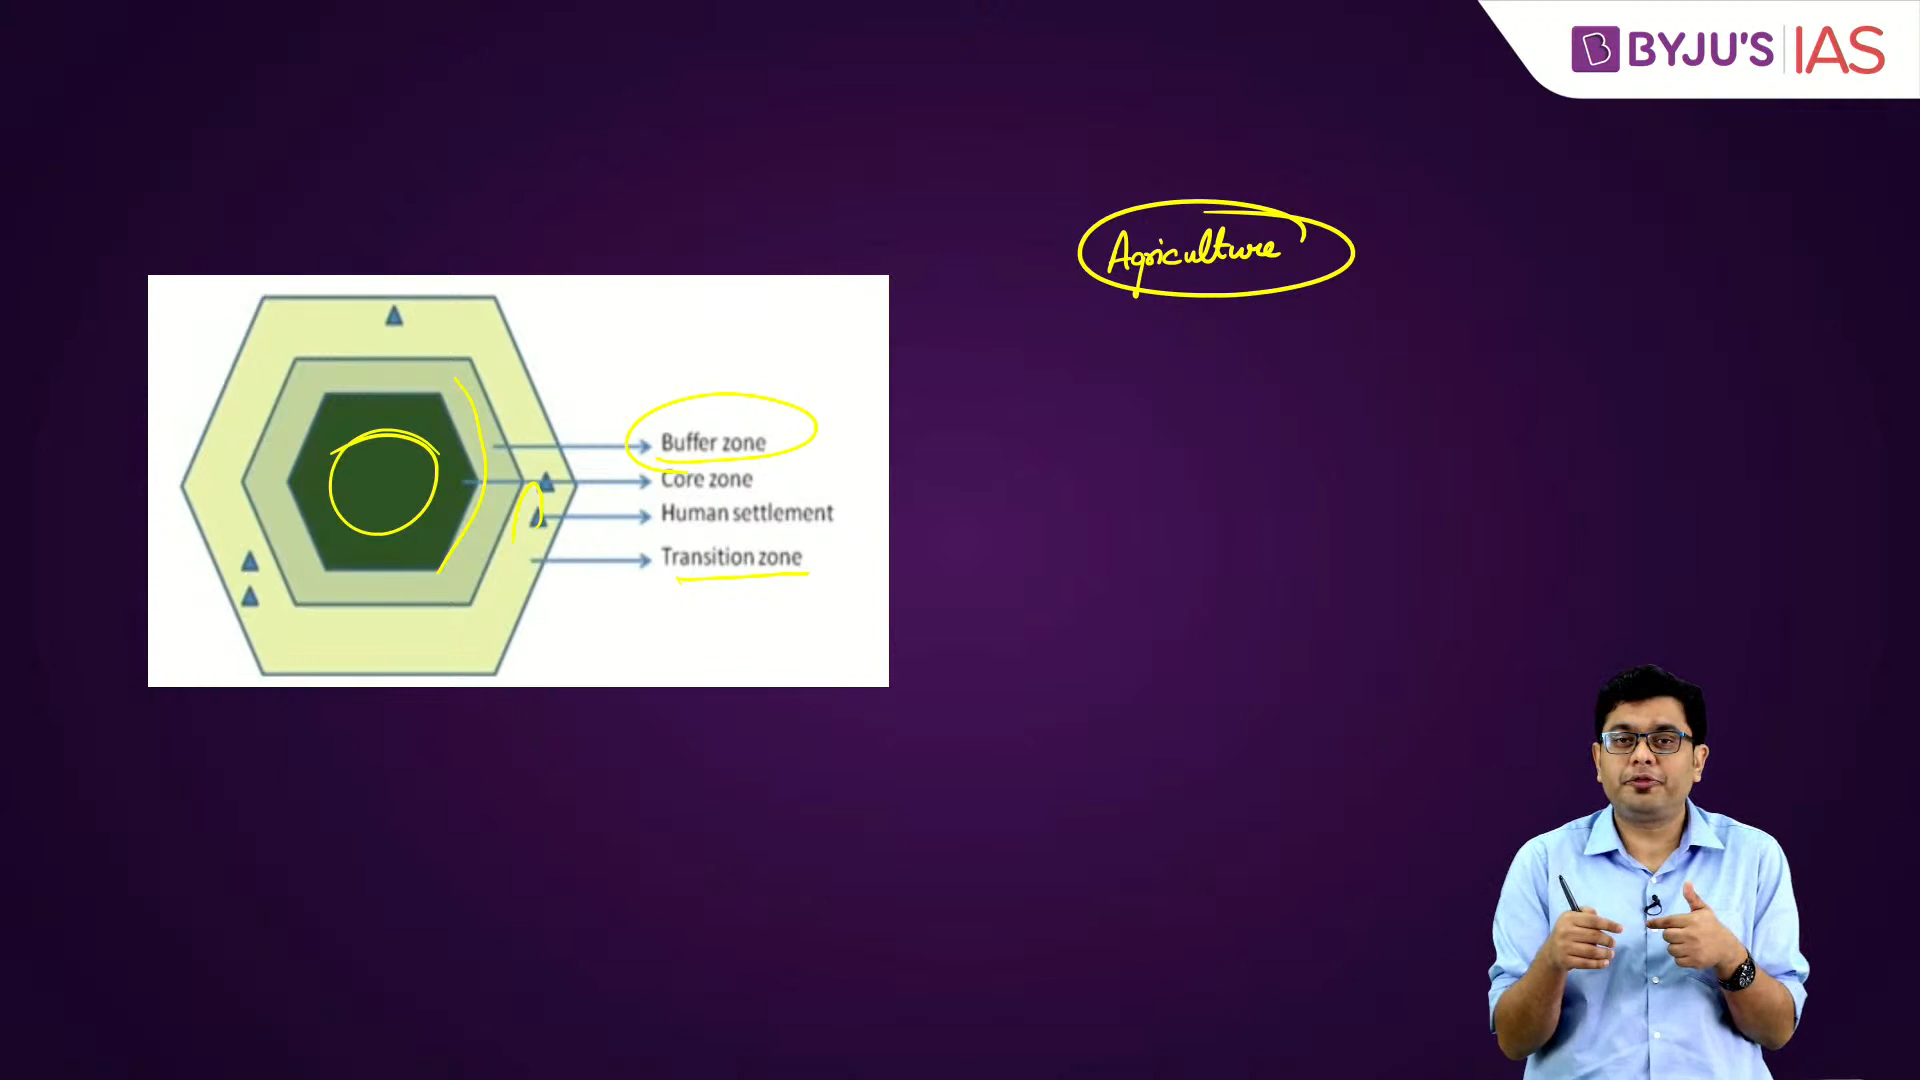 BYJU'S IAS
Agriculture
Buffer zone
Core zone
Human settlement
Transition zone